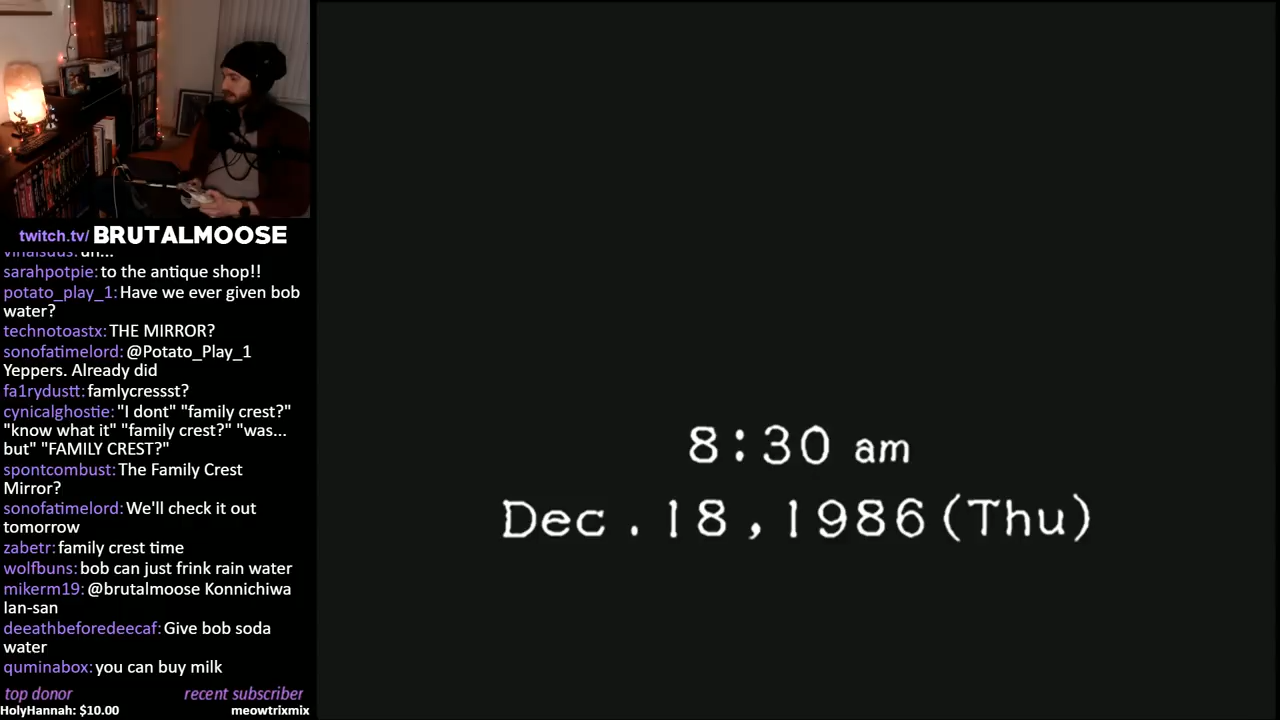 twitch.tv/ BRUTALMOOSE
sarahpotpie: to the antique shop!!
potato_play_1: Have we ever given bob
water?
technotoastx: THE MIRROR?
sonofatimelord: @Potato_Play_1
Yeppers. Already did
fa1rydustt: famlycressst?
cynicalghostie: "I dont" "family crest?"
"know what it" "family crest?" "was...
but" "FAMILY CREST?"
spontcombust: The Family Crest
Mirror?
sonofatimelord: We'll check it out
tomorrow
zabetr: family crest time
wolfbuns: bob can just frink rain water
mikerm19: @brutalmoose Konnichiwa
Ian-san
deeathbeforedeecaf: Give bob soda
water
quminabox: you can buy milk
top donor recent subscriber
HolyHannah: $10.00 meowtrixmix
8:30 am
Dec.18,1986(Thu)